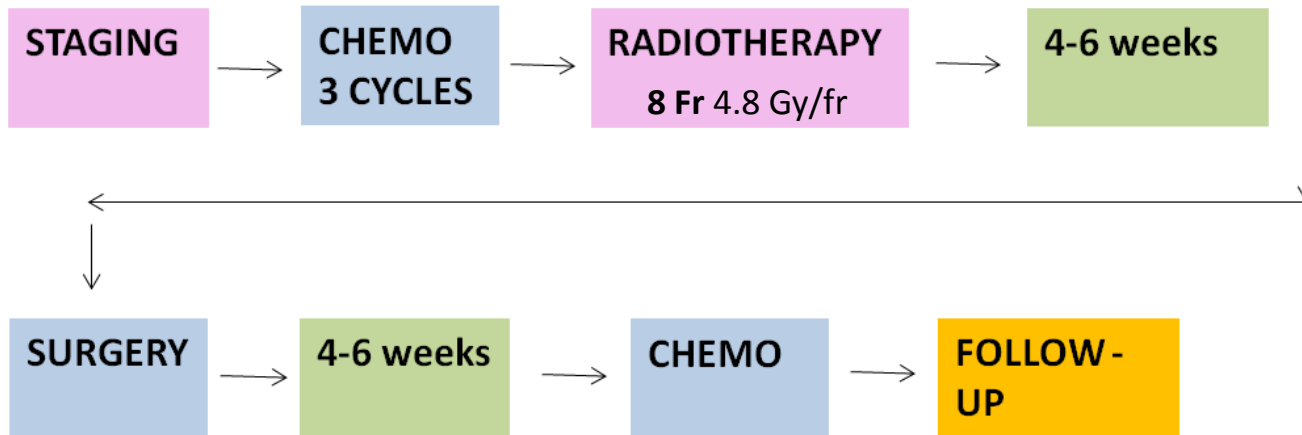 STAGING
CHEMO
3 CYCLES
RADIOTHERAPY
8 Fr 4.8 Gy/fr
4-6 weeks
SURGERY
4-6 weeks
CHEMO
FOLLOW -
UP